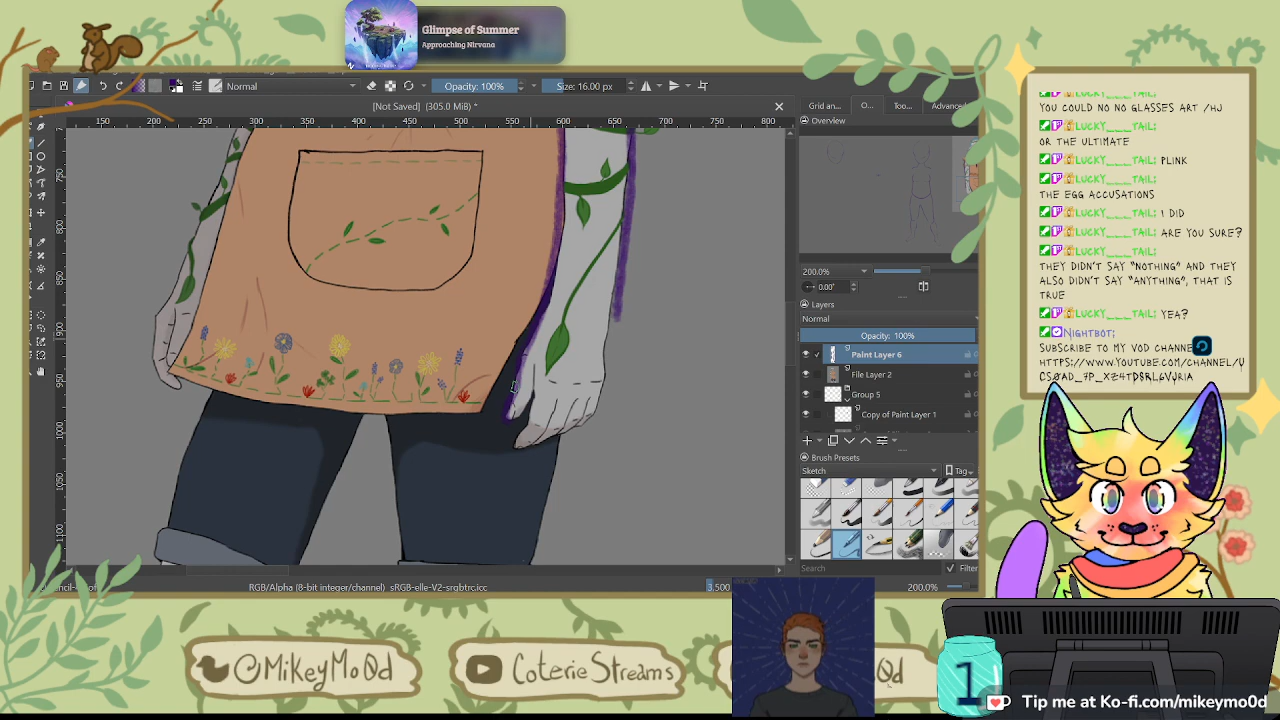 Glimpse of Summer
Approaching Nirvana
Normal
Opacity: 100%
Size: 16.00 px
[Not Saved] (305.0 MiB) *
Grid an...
O...
Too...
Advanced
150 200 250 300 350 400 450 500 550 600 650 700 750 800
Overview
200.0%
0.00°
Layers
Normal
Opacity: 100%
Paint Layer 6
File Layer 2
Group 5
Copy of Paint Layer 1
Brush Presets
Sketch
Tag
Search
Filter
RGB/Alpha (8-bit integer/channel) sRGB-elle-V2-srgbtrc.icc
3,500
200.0%
LUCKY___TAIL:
YOU COULD NO NO GLASSES ART /HJ
LUCKY___TAIL:
OR THE ULTIMATE
LUCKY___TAIL: PLINK
LUCKY___TAIL:
THE EGG ACCUSATIONS
LUCKY___TAIL: I DID
LUCKY___TAIL: ARE YOU SURE?
LUCKY___TAIL:
THEY DIDN'T SAY "NOTHING" AND THEY
ALSO DIDN'T SAY "ANYTHING", THAT IS
TRUE
LUCKY___TAIL: YEA?
NIGHTBOT:
SUBSCRIBE TO MY VOD CHANNE
@MikeyMo0d
CoterieStreams
1
Tip me at Ko-fi.com/mikeymo0d